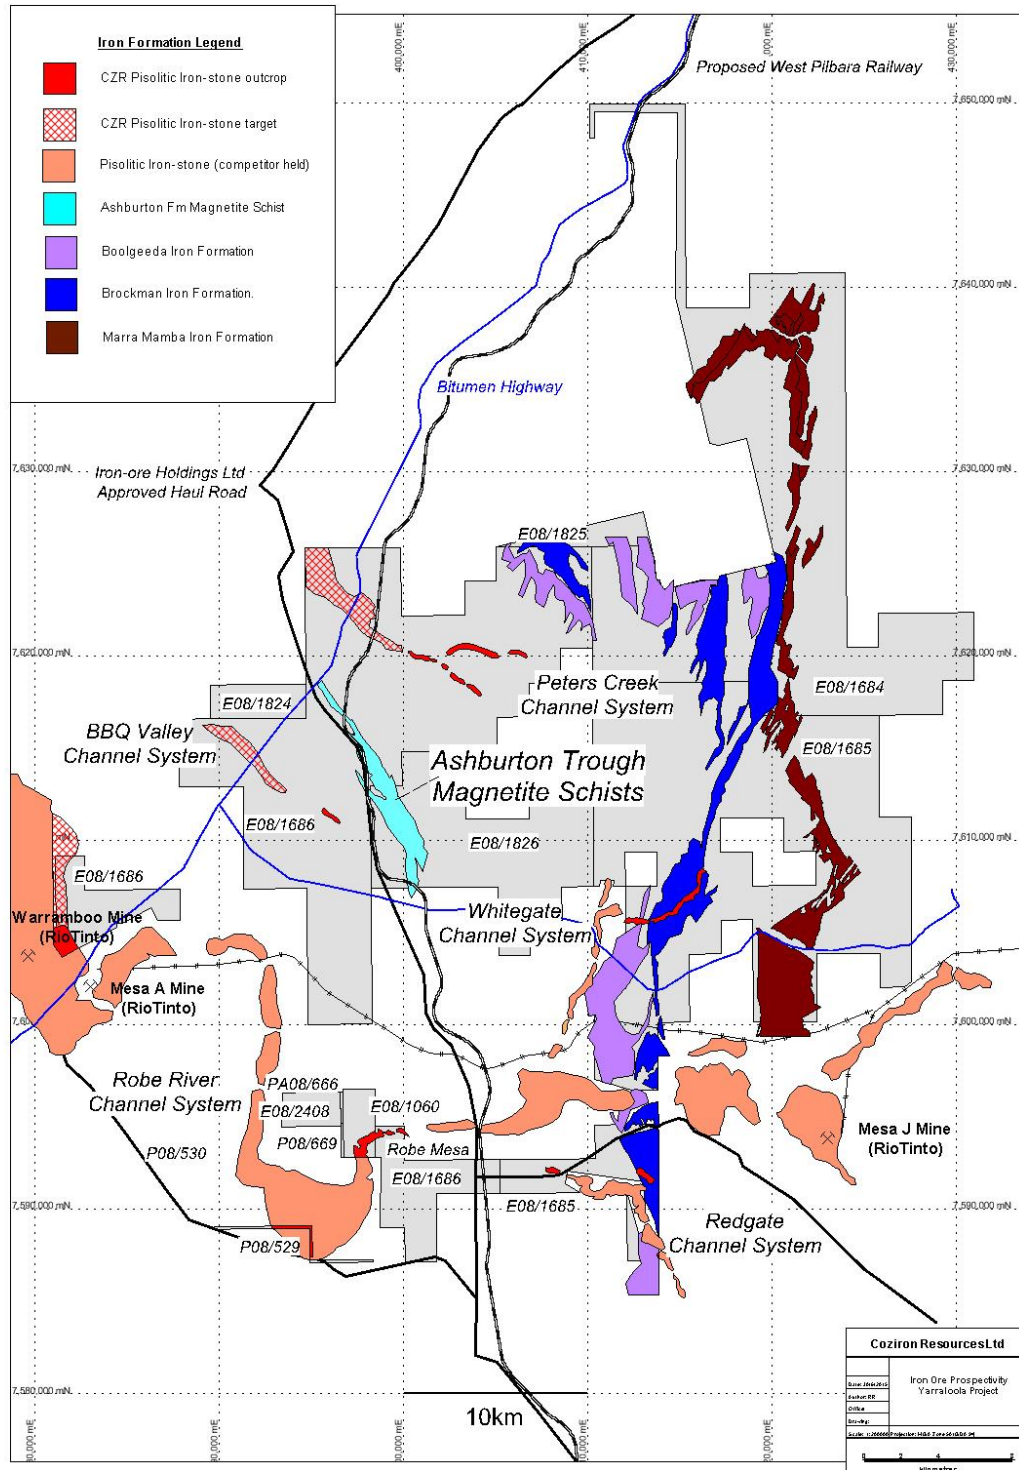 Iron Formation Legend
CZR Pisolitic Iron-stone outcrop
CZR Pisolitic Iron-stone target
Pisolitic Iron-stone (competitor held)
Ashburton Fm Magnetite Schist
Boolgeeda Iron Formation
Brockman Iron Formation.
Marra Mamba Iron Formation
400,000 mE
410,000 mE
430,000 mE
Proposed West Pilbara Railway
7,650,000 mN
7,640,000 mN
Bitumen Highway
7,630,000 mN
7,630,000 mN
Iron-ore Holdings Ltd
Approved Haul Road
E08/1825
7,620,000 mN
7,620,000 mN
E08/1824
Peters Creek
Channel System
E08/1684
BBQ Valley
Channel System
E08/1685
Ashburton Trough
Magnetite Schists
E08/1686
E08/1826
7,610,000 mN
7,610,000 mN
E08/1686
Warramboo Mine
(RioTinto)
Whitegate
Channel System
Mesa A Mine
(RioTinto)
7,600,000 mN
Robe River
Channel System
PA08/666
E08/2408
E08/1060
P08/669
Robe Mesa
Mesa J Mine
(RioTinto)
P08/530
E08/1686
E08/1685
7,590,000 mN
7,590,000 mN
P08/529
Redgate
Channel System
7,580,000 mN
10km
Coziron Resources Ltd
Iron Ore Prospectivity
Yarraloola Project
0 2 4